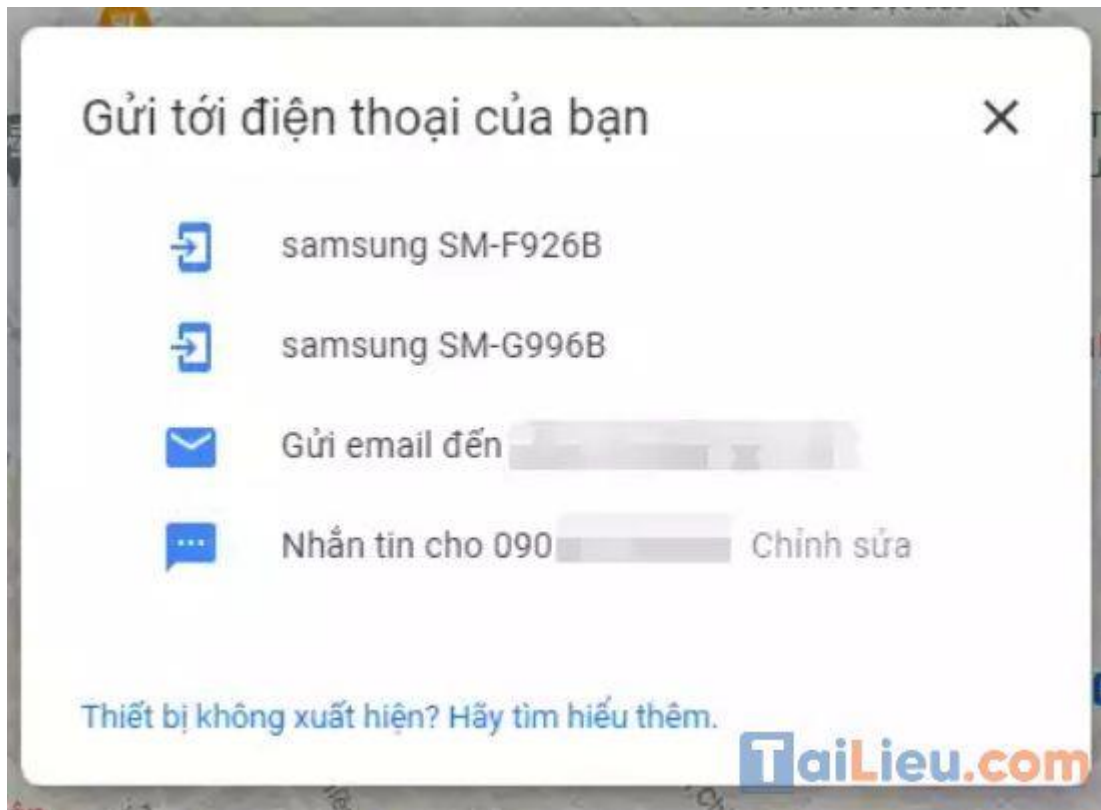 Gửi tới điện thoại của bạn
samsung SM-F926B
samsung SM-G996B
Gửi email đến
Nhắn tin cho 090 Chỉnh sửa
Thiết bị không xuất hiện? Hãy tìm hiểu thêm.
TaiLieu.com